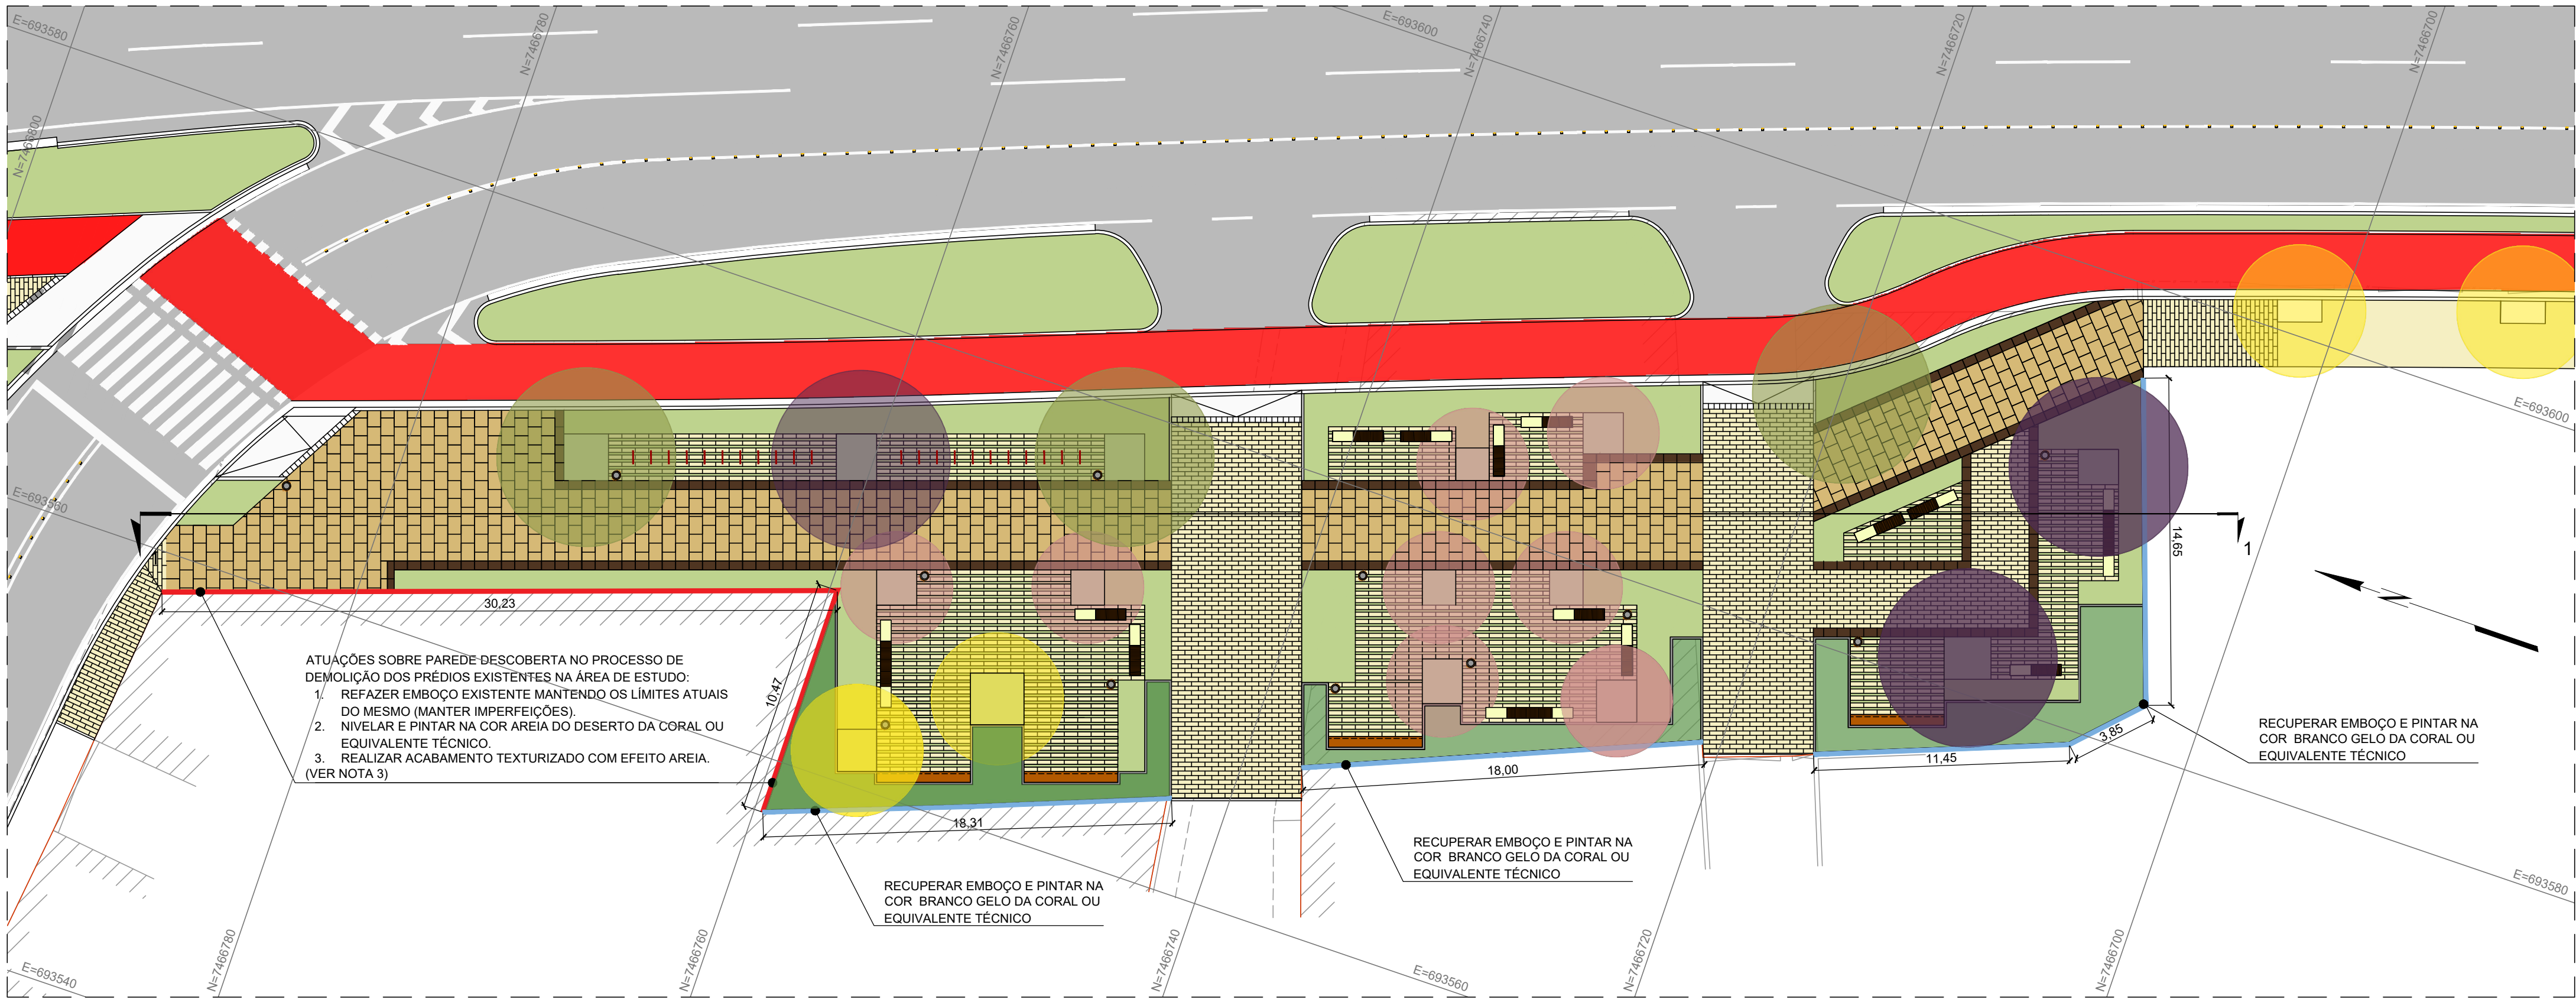 E=693580
N=7466780
N=7466760
E=693600
N=7466740
N=7466720
N=7466700
N=7466800
E=693600
E=693560
14,65
1
30,23
10,47
ATUAÇÕES SOBRE PAREDE DESCOBERTA NO PROCESSO DE
DEMOLIÇÃO DOS PRÉDIOS EXISTENTES NA ÁREA DE ESTUDO:
1. REFAZER EMBOÇO EXISTENTE MANTENDO OS LÍMITES ATUAIS
DO MESMO (MANTER IMPERFEIÇÕES).
2. NIVELAR E PINTAR NA COR AREIA DO DESERTO DA CORAL OU
EQUIVALENTE TÉCNICO.
3. REALIZAR ACABAMENTO TEXTURIZADO COM EFEITO AREIA.
(VER NOTA 3)
18,31
18,00
11,45
3,85
RECUPERAR EMBOÇO E PINTAR NA
COR BRANCO GELO DA CORAL OU
EQUIVALENTE TÉCNICO
RECUPERAR EMBOÇO E PINTAR NA
COR BRANCO GELO DA CORAL OU
EQUIVALENTE TÉCNICO
RECUPERAR EMBOÇO E PINTAR NA
COR BRANCO GELO DA CORAL OU
EQUIVALENTE TÉCNICO
E=693580
E=693540
N=7466780
N=7466760
N=7466740
E=693560
N=7466720
N=7466700